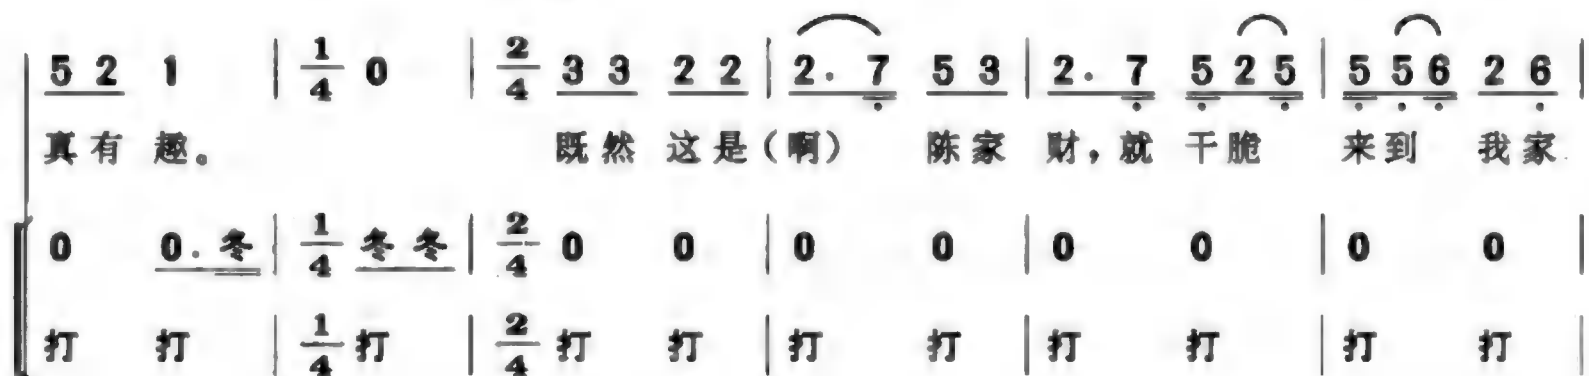 5 2 1 | 1/4 0 | 2/4 3 3 2 2 | 2. 7 5 3 | 2. 7 5 2 5 | 5 5 6 2 6 |
真有趣。 既然这是(啊) 陈家财,就干脆 来到 我家
0 0.冬 | 1/4 冬冬 | 2/4 0 0 | 0 0 | 0 0 | 0 0 |
打 打 | 1/4 打 | 2/4 打 打 | 打 打 | 打 打 | 打 打 |